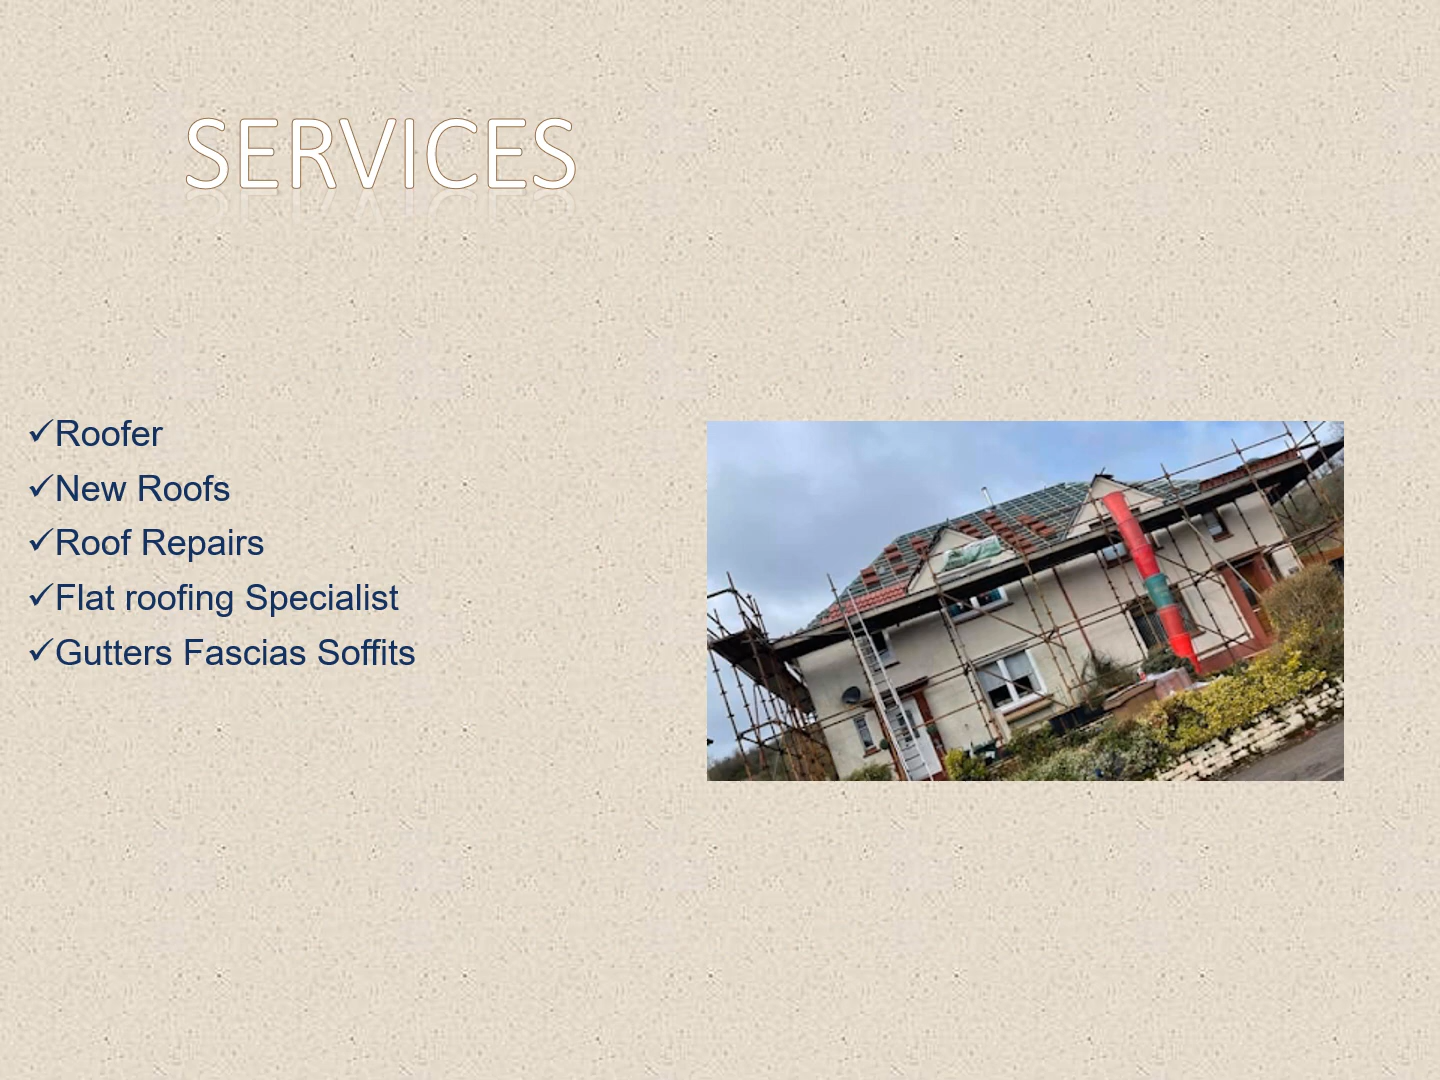 SERVICES
✓Roofer
✓New Roofs
✓Roof Repairs
✓Flat roofing Specialist
✓Gutters Fascias Soffits